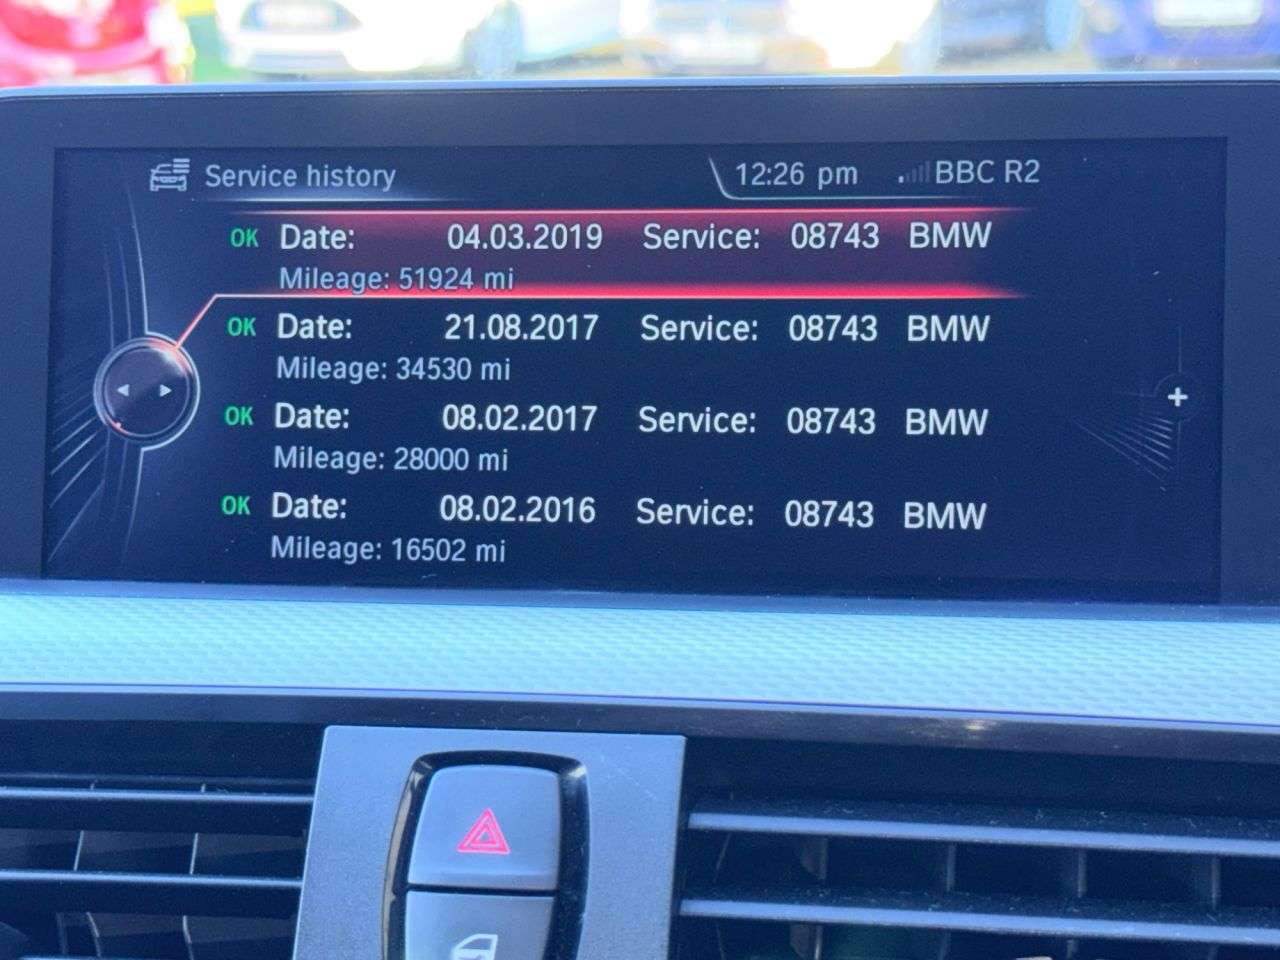 Service history 12:26 pm BBC R2
OK Date: 04.03.2019 Service: 08743 BMW
Mileage: 51924 mi
OK Date: 21.08.2017 Service: 08743 BMW
Mileage: 34530 mi
OK Date: 08.02.2017 Service: 08743 BMW
Mileage: 28000 mi
OK Date: 08.02.2016 Service: 08743 BMW
Mileage: 16502 mi